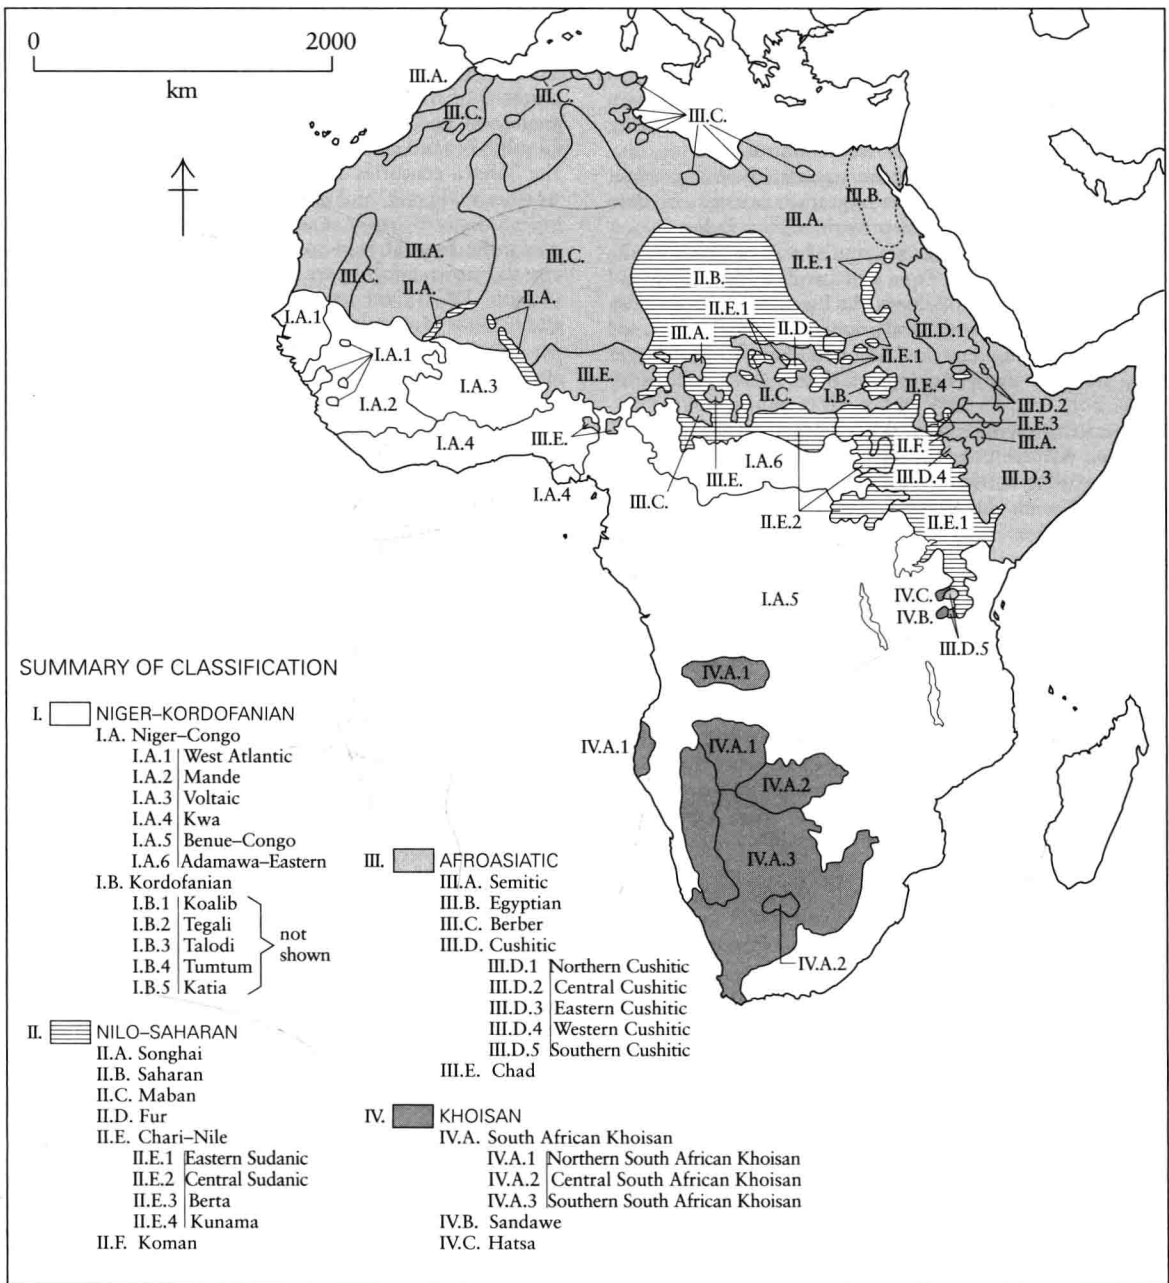 0 2000
km
III.A.
III.C.
III.C.
III.C.
III.B.
III.A.
III.A.
III.C.
III.C.
II.A.
II.A.
II.B.
II.E.1
II.E.1
III.A.
II.D.
III.D.1
I.A.1
I.A.1
I.A.2
I.A.3
III.E.
II.E.1
II.C.
I.B.
II.E.4
III.D.2
II.E.3
III.A.
I.A.4
III.E.
I.A.4
III.C.
III.E.
I.A.6
II.F.
III.D.4
III.D.3
II.E.2
II.E.1
I.A.5
IV.C.
IV.B.
III.D.5
IV.A.1
IV.A.1
IV.A.1
IV.A.2
IV.A.3
IV.A.2
SUMMARY OF CLASSIFICATION
I. NIGER–KORDOFANIAN
I.A. Niger–Congo
I.A.1 West Atlantic
I.A.2 Mande
I.A.3 Voltaic
I.A.4 Kwa
I.A.5 Benue–Congo
I.A.6 Adamawa–Eastern
I.B. Kordofanian
I.B.1 Koalib
I.B.2 Tegali
I.B.3 Talodi
I.B.4 Tumtum
I.B.5 Katia
not
shown
II. NILO–SAHARAN
II.A. Songhai
II.B. Saharan
II.C. Maban
II.D. Fur
II.E. Chari–Nile
II.E.1 Eastern Sudanic
II.E.2 Central Sudanic
II.E.3 Berta
II.E.4 Kunama
II.F. Koman
III. AFROASIATIC
III.A. Semitic
III.B. Egyptian
III.C. Berber
III.D. Cushitic
III.D.1 Northern Cushitic
III.D.2 Central Cushitic
III.D.3 Eastern Cushitic
III.D.4 Western Cushitic
III.D.5 Southern Cushitic
III.E. Chad
IV. KHOISAN
IV.A. South African Khoisan
IV.A.1 Northern South African Khoisan
IV.A.2 Central South African Khoisan
IV.A.3 Southern South African Khoisan
IV.B. Sandawe
IV.C. Hatsa